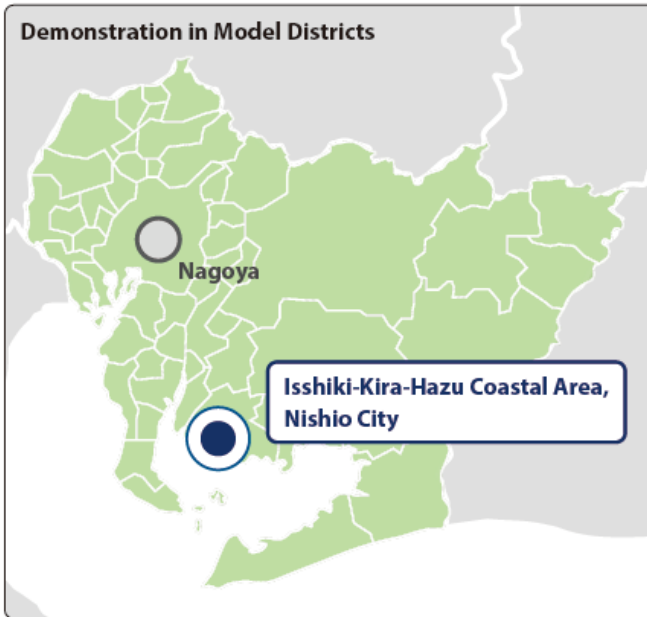 Demonstration in Model Districts
Nagoya
Isshiki-Kira-Hazu Coastal Area,
Nishio City